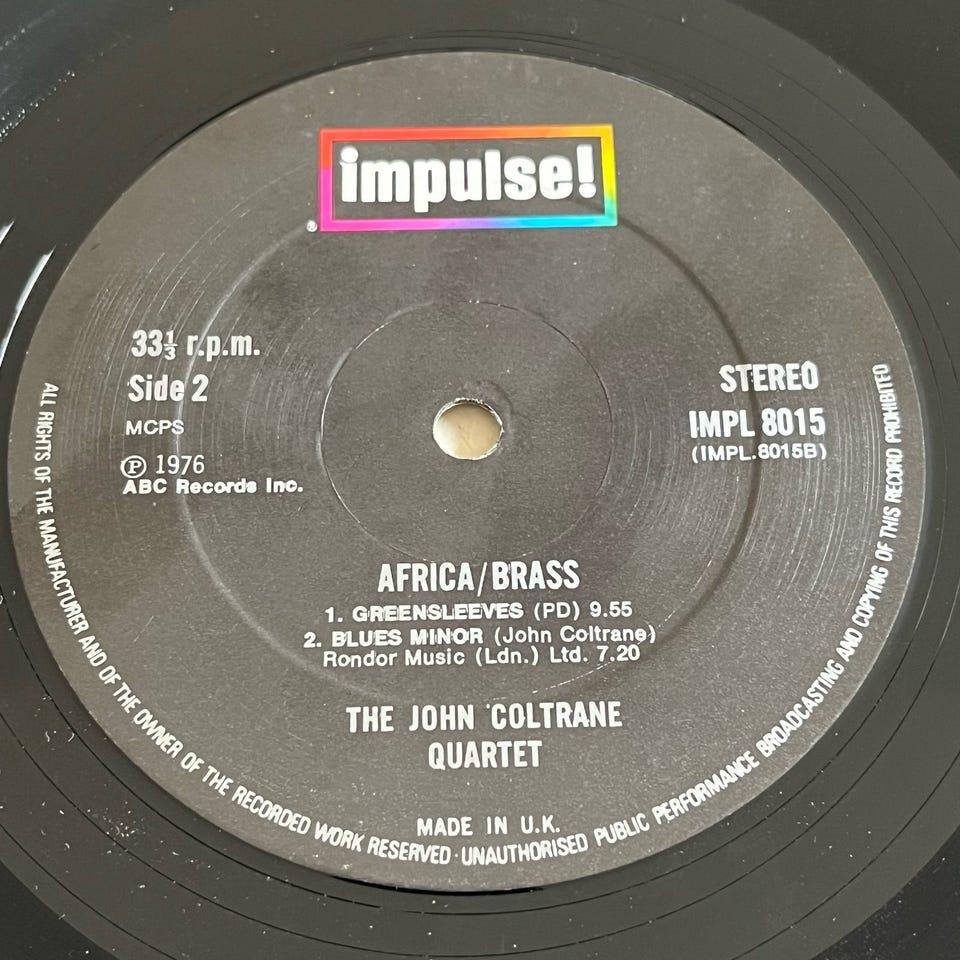 impulse!
®
33⅓ r.p.m.
Side 2
MCPS
℗ 1976
ABC Records Inc.
STEREO
IMPL 8015
(IMPL.8015B)
AFRICA/BRASS
1. GREENSLEEVES (PD) 9.55
2. BLUES MINOR (John Coltrane)
Rondor Music (Ldn.) Ltd. 7.20
THE JOHN COLTRANE
QUARTET
MADE IN U.K.
ALL RIGHTS OF THE MANUFACTURER AND OF THE OWNER OF THE RECORDED WORK RESERVED · UNAUTHORISED PUBLIC PERFORMANCE BROADCASTING AND COPYING OF THIS RECORD PROHIBITED